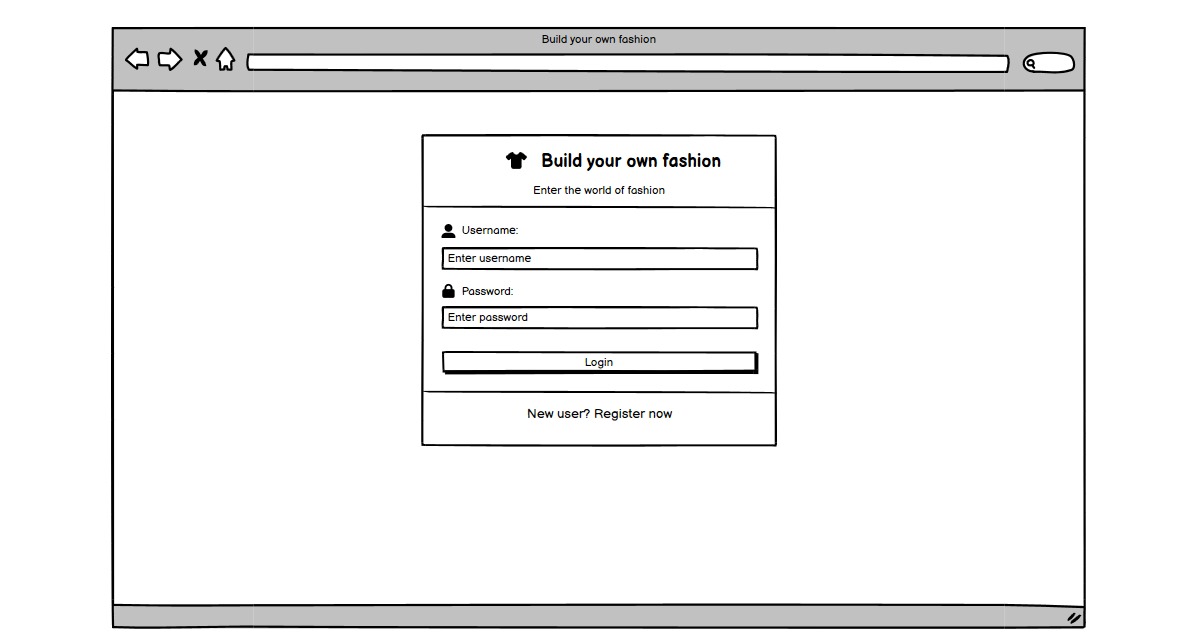 Build your own fashion
Build your own fashion
Enter the world of fashion
Username:
Enter username
Password:
Enter password
Login
New user? Register now